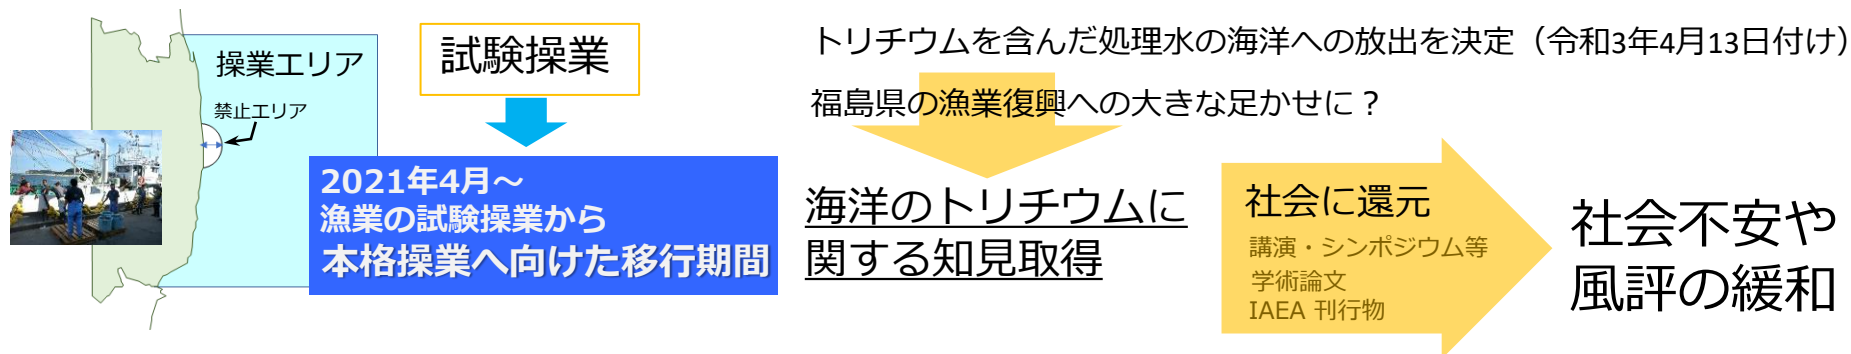 操業エリア
禁止エリア
試験操業
2021年4月～
漁業の試験操業から
本格操業へ向けた移行期間
トリチウムを含んだ処理水の海洋への放出を決定（令和3年4月13日付け）
福島県の漁業復興への大きな足かせに？
海洋のトリチウムに
関する知見取得
社会に還元
講演・シンポジウム等
学術論文
IAEA 刊行物
社会不安や
風評の緩和